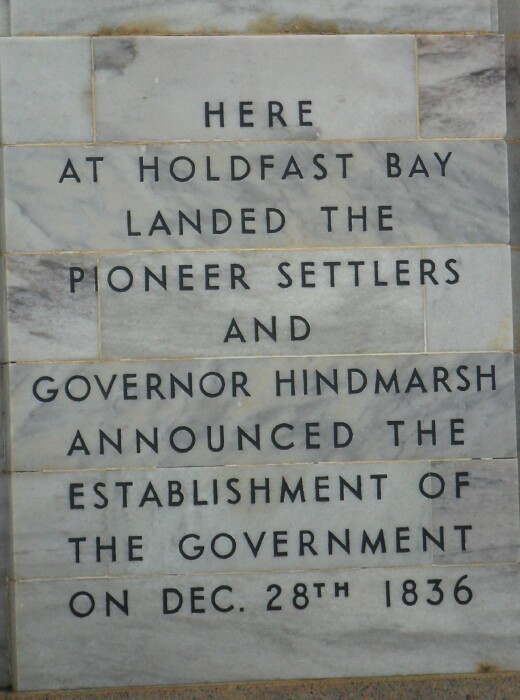 HERE
AT HOLDFAST BAY
LANDED THE
PIONEER SETTLERS
AND
GOVERNOR HINDMARSH
ANNOUNCED THE
ESTABLISHMENT OF
THE GOVERNMENT
ON DEC. 28TH 1836